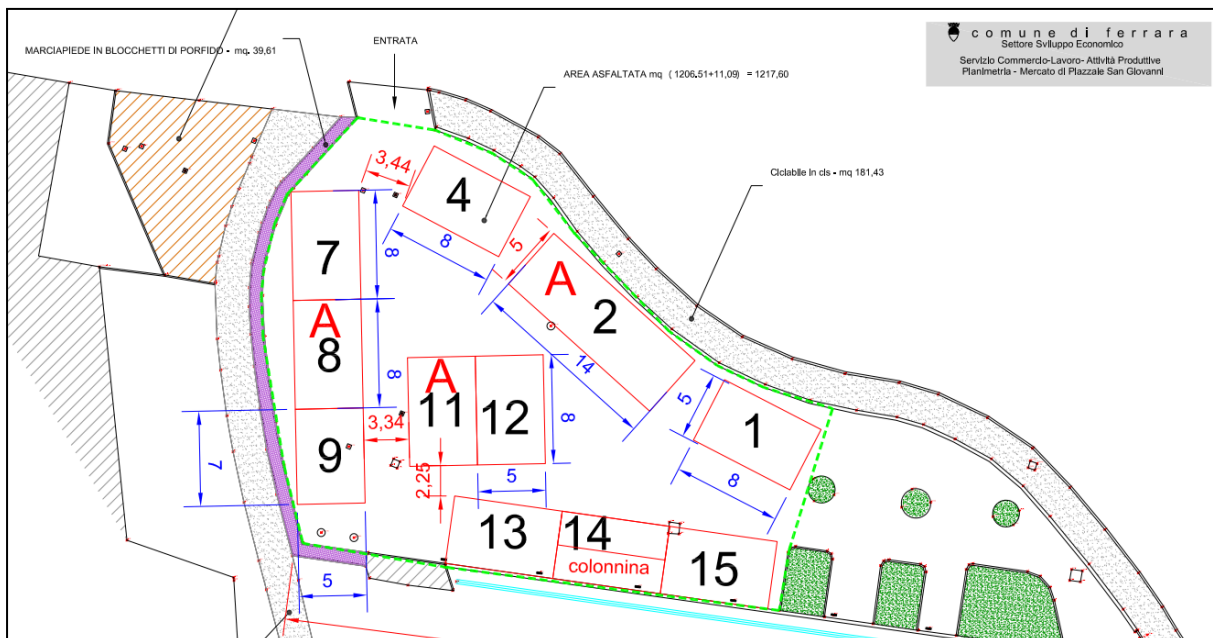 comune di ferrara
Settore Sviluppo Economico
Servizio Commercio-Lavoro- Attività Produttive
Planimetria - Mercato di Piazzale San Giovanni
MARCIAPIEDE IN BLOCCHETTI DI PORFIDO - mq. 39,61
ENTRATA
AREA ASFALTATA mq ( 1206.51+11,09) = 1217,60
Ciclabile in cls - mq 181,43
3,44
4
8
5
7
8
A
2
A
8
8
14
A
11
12
8
5
1
9
3,34
7
2,25
5
8
13
14
colonnina
15
5